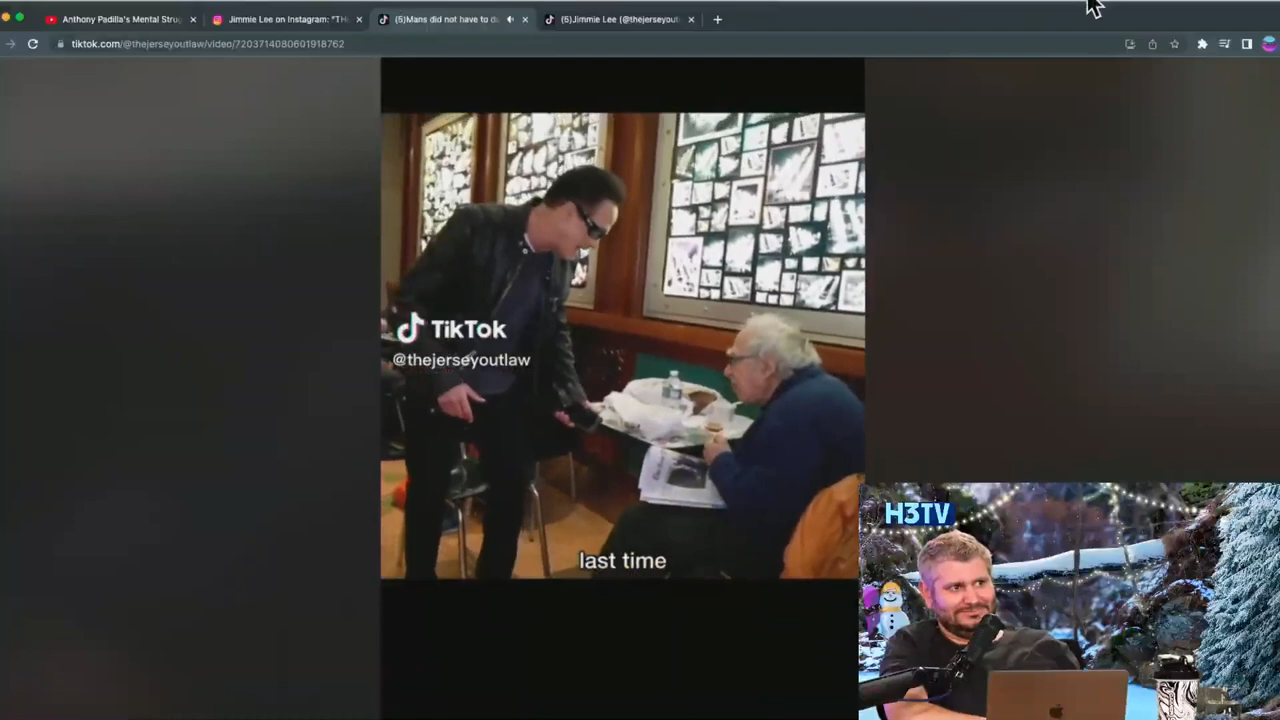 Anthony Padilla's Mental Strug
Jimmie Lee on Instagram: "TH
(5)Mans did not have to d
(5)Jimmie Lee (@thejerseyout
tiktok.com/@thejerseyoutlaw/video/7203714080601918762
TikTok
@thejerseyoutlaw
last time
H3TV